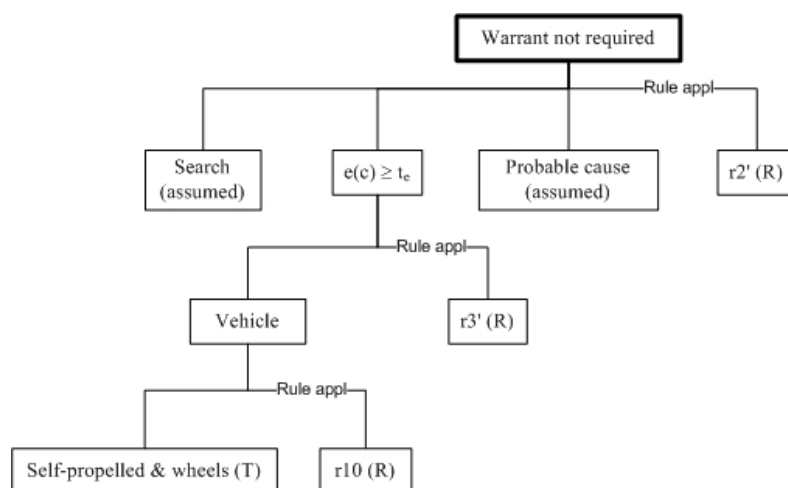 Warrant not required
Rule appl
Search
(assumed)
e(c) ≥ tₑ
Probable cause
(assumed)
r2' (R)
Rule appl
Vehicle
r3' (R)
Rule appl
Self-propelled & wheels (T)
r10 (R)